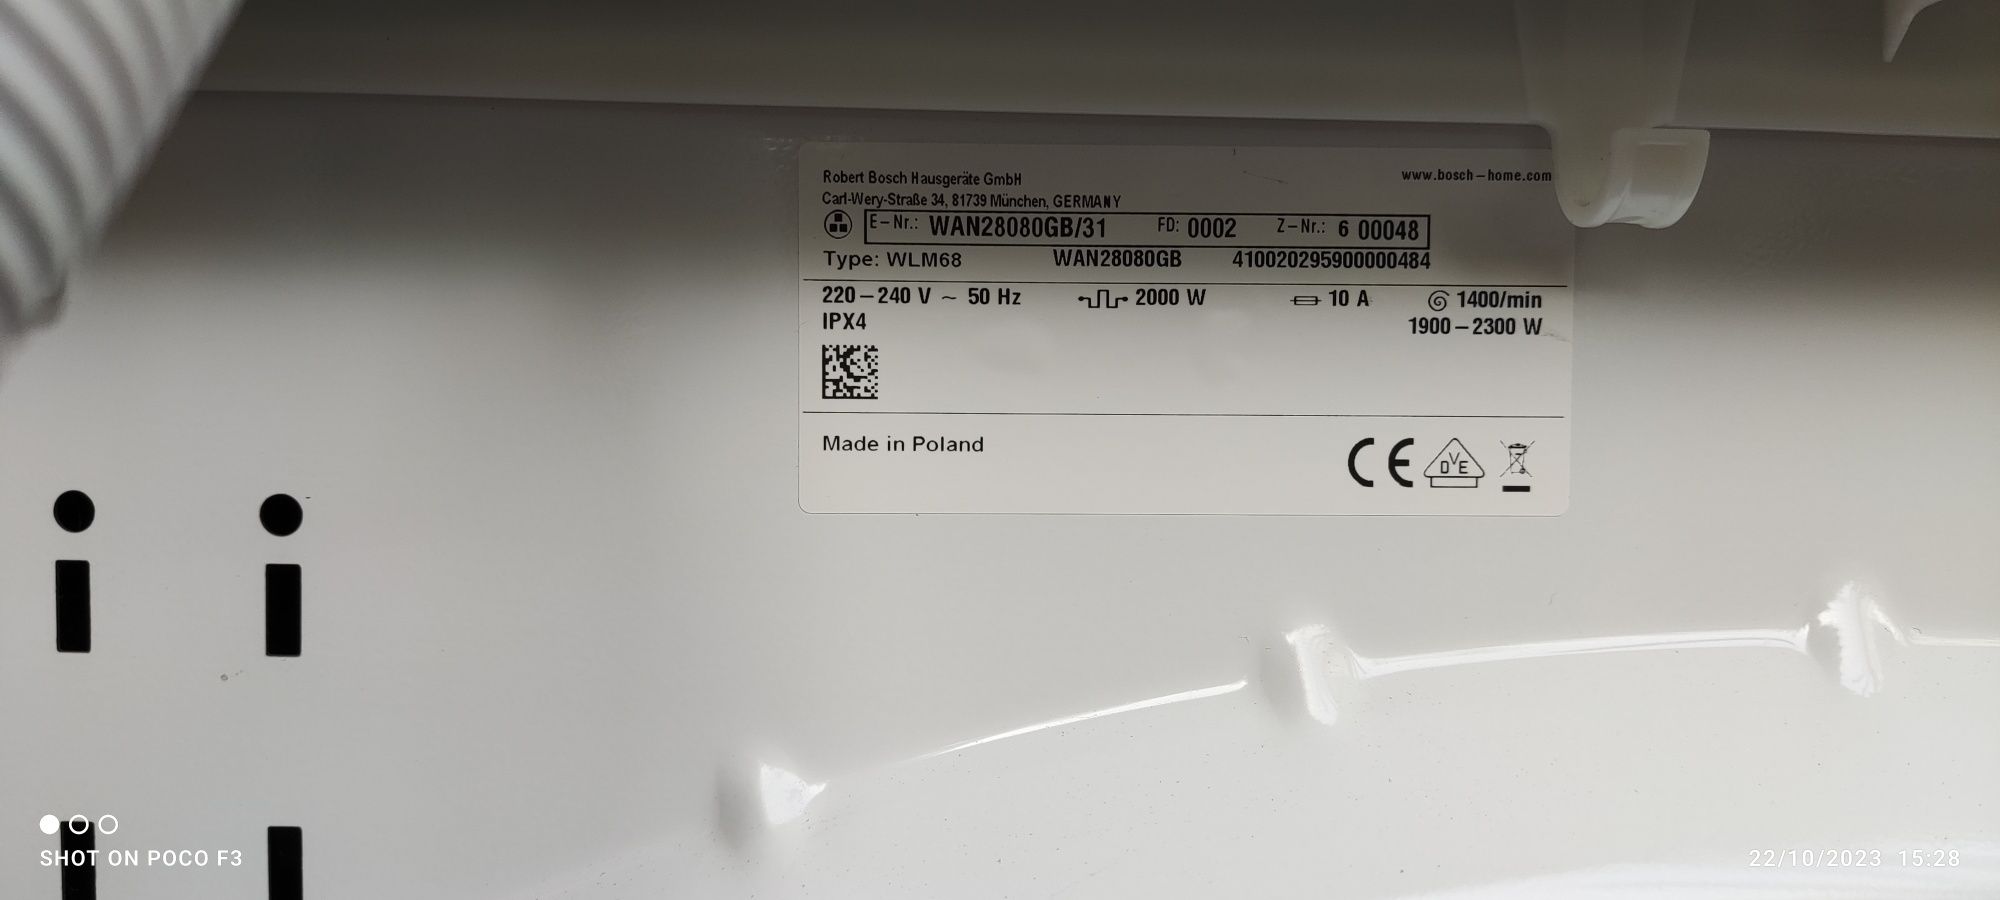 Robert Bosch Hausgeräte GmbH www.bosch-home.com
Carl-Wery-Straße 34, 81739 München, GERMANY
E-Nr.: WAN28080GB/31 FD: 0002 Z-Nr.: 6 00048
Type: WLM68 WAN28080GB 410020295900000484
220-240 V ~ 50 Hz 2000 W 10 A 1400/min
IPX4 1900-2300 W
Made in Poland CE DVE
SHOT ON POCO F3 22/10/2023 15:28